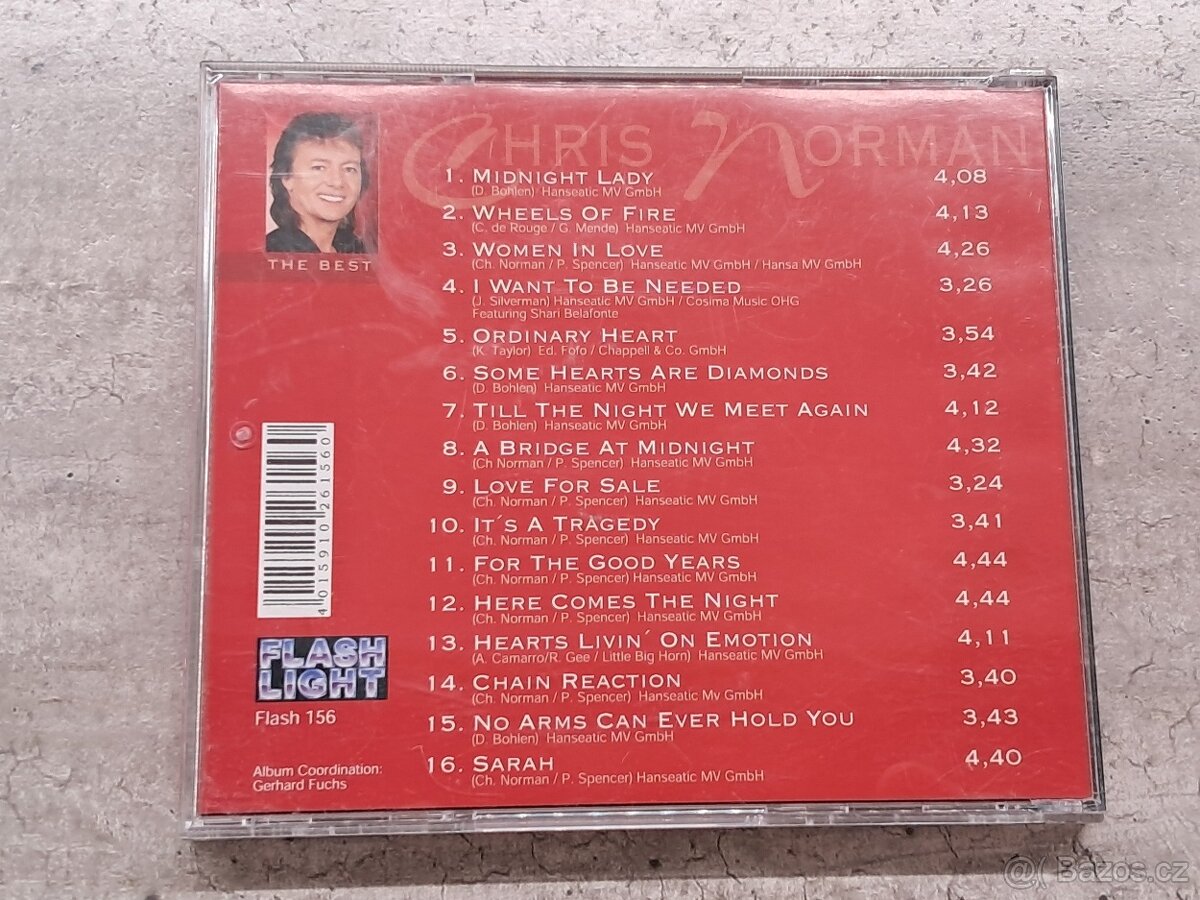 CHRIS NORMAN
THE BEST
1. MIDNIGHT LADY 4,08
(D. Bohlen) Hanseatic MV GmbH
2. WHEELS OF FIRE 4,13
(C. de Rouge / G. Mende) Hanseatic MV GmbH
3. WOMEN IN LOVE 4,26
(Ch. Norman / P. Spencer) Hanseatic MV GmbH / Hansa MV GmbH
4. I WANT TO BE NEEDED 3,26
(J. Silverman) Hanseatic MV GmbH / Cosima Music OHG
Featuring Shari Belafonte
5. ORDINARY HEART 3,54
(K. Taylor) Ed. Fofo / Chappell & Co. GmbH
6. SOME HEARTS ARE DIAMONDS 3,42
(D. Bohlen) Hanseatic MV GmbH
7. TILL THE NIGHT WE MEET AGAIN 4,12
(D. Bohlen) Hanseatic MV GmbH
8. A BRIDGE AT MIDNIGHT 4,32
(Ch Norman / P. Spencer) Hanseatic MV GmbH
9. LOVE FOR SALE 3,24
(Ch. Norman / P. Spencer) Hanseatic MV GmbH
10. IT´S A TRAGEDY 3,41
(Ch. Norman / P. Spencer) Hanseatic MV GmbH
11. FOR THE GOOD YEARS 4,44
(Ch. Norman / P. Spencer) Hanseatic MV GmbH
12. HERE COMES THE NIGHT 4,44
(Ch. Norman / P. Spencer) Hanseatic MV GmbH
13. HEARTS LIVIN´ ON EMOTION 4,11
(A. Camarro/R. Gee / Little Big Horn) Hanseatic MV GmbH
14. CHAIN REACTION 3,40
(Ch. Norman / P. Spencer) Hanseatic Mv GmbH
15. NO ARMS CAN EVER HOLD YOU 3,43
(D. Bohlen) Hanseatic MV GmbH
16. SARAH 4,40
(Ch. Norman / P. Spencer) Hanseatic MV GmbH
4 015910 261560
FLASH
LIGHT
Flash 156
Album Coordination:
Gerhard Fuchs
@( Bazos.cz